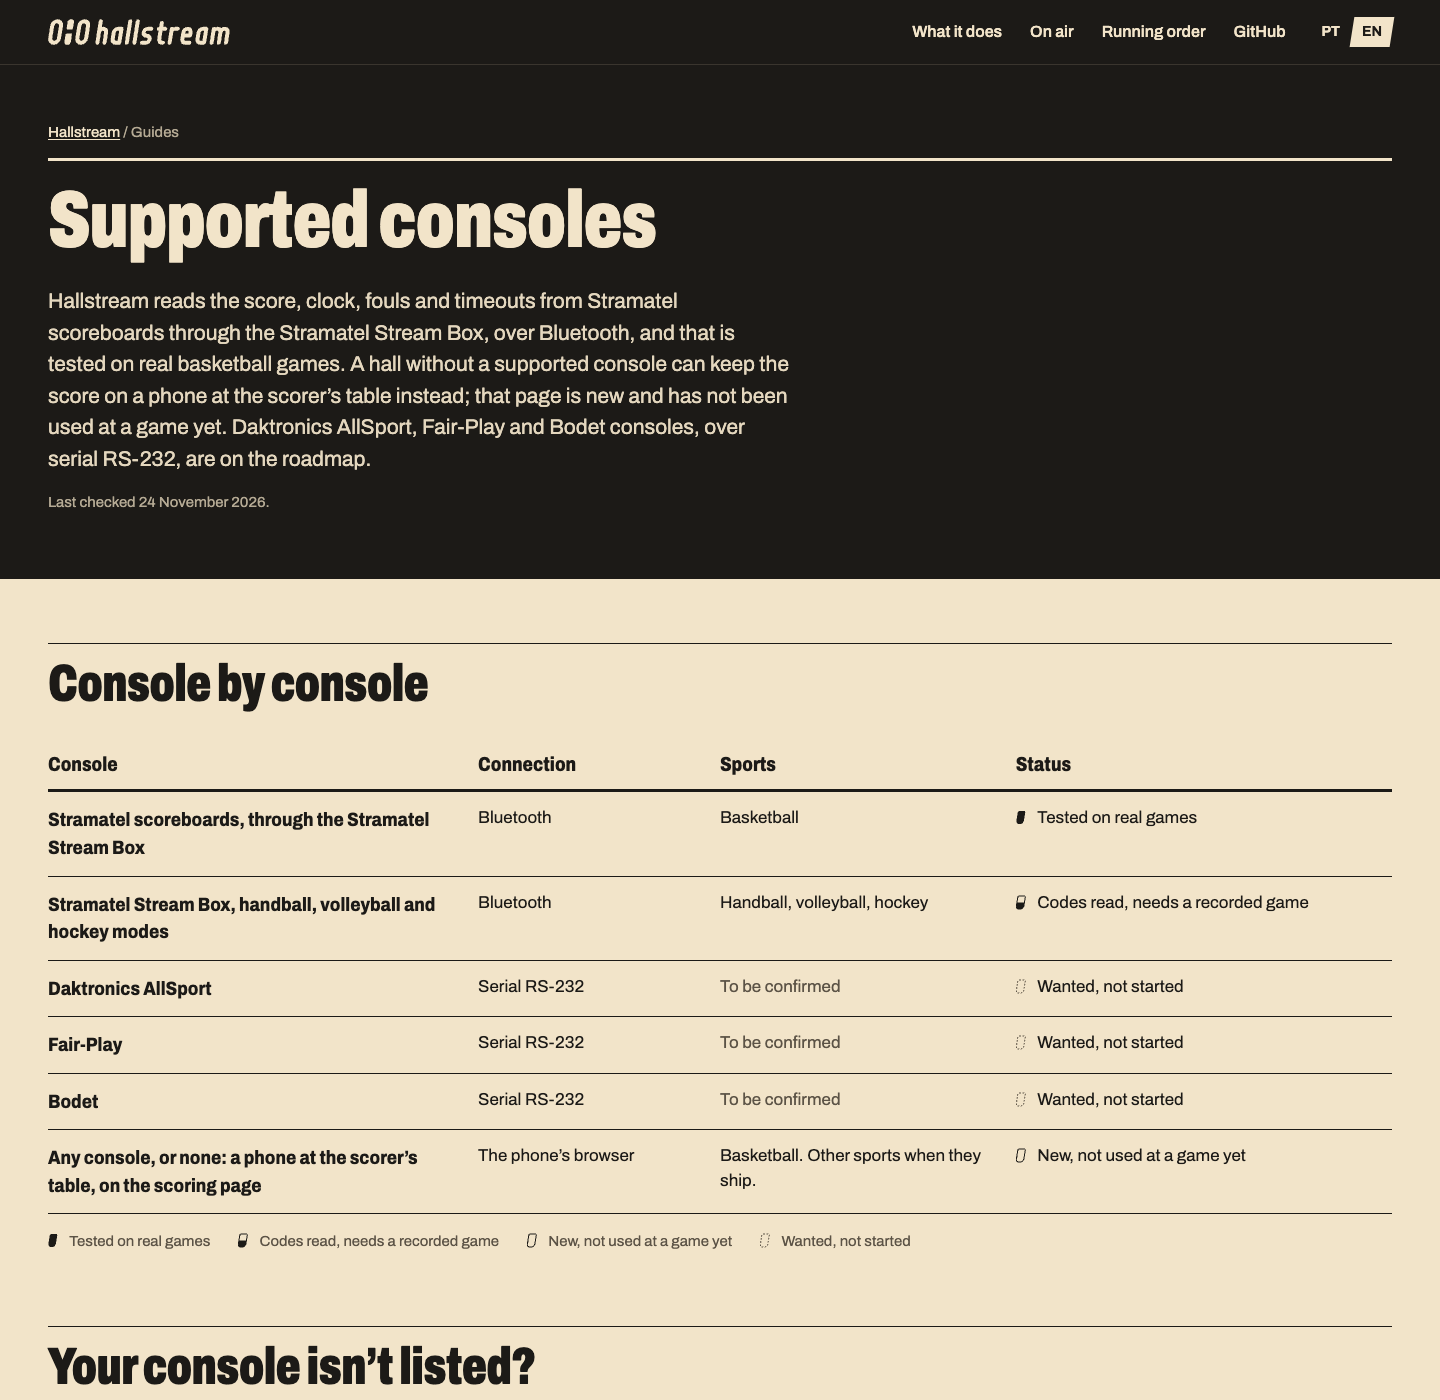 hallstream
What it does
On air
Running order
GitHub
PT
EN
Hallstream / Guides
Supported consoles
Hallstream reads the score, clock, fouls and timeouts from Stramatel
scoreboards through the Stramatel Stream Box, over Bluetooth, and that is
tested on real basketball games. A hall without a supported console can keep the
score on a phone at the scorer’s table instead; that page is new and has not been
used at a game yet. Daktronics AllSport, Fair-Play and Bodet consoles, over
serial RS-232, are on the roadmap.
Last checked 24 November 2026.
Console by console
Console
Connection
Sports
Status
Stramatel scoreboards, through the Stramatel
Stream Box
Bluetooth
Basketball
Tested on real games
Stramatel Stream Box, handball, volleyball and
hockey modes
Bluetooth
Handball, volleyball, hockey
Codes read, needs a recorded game
Daktronics AllSport
Serial RS-232
To be confirmed
Wanted, not started
Fair-Play
Serial RS-232
To be confirmed
Wanted, not started
Bodet
Serial RS-232
To be confirmed
Wanted, not started
Any console, or none: a phone at the scorer’s
table, on the scoring page
The phone’s browser
Basketball. Other sports when they
ship.
New, not used at a game yet
Tested on real games
Codes read, needs a recorded game
New, not used at a game yet
Wanted, not started
Your console isn’t listed?